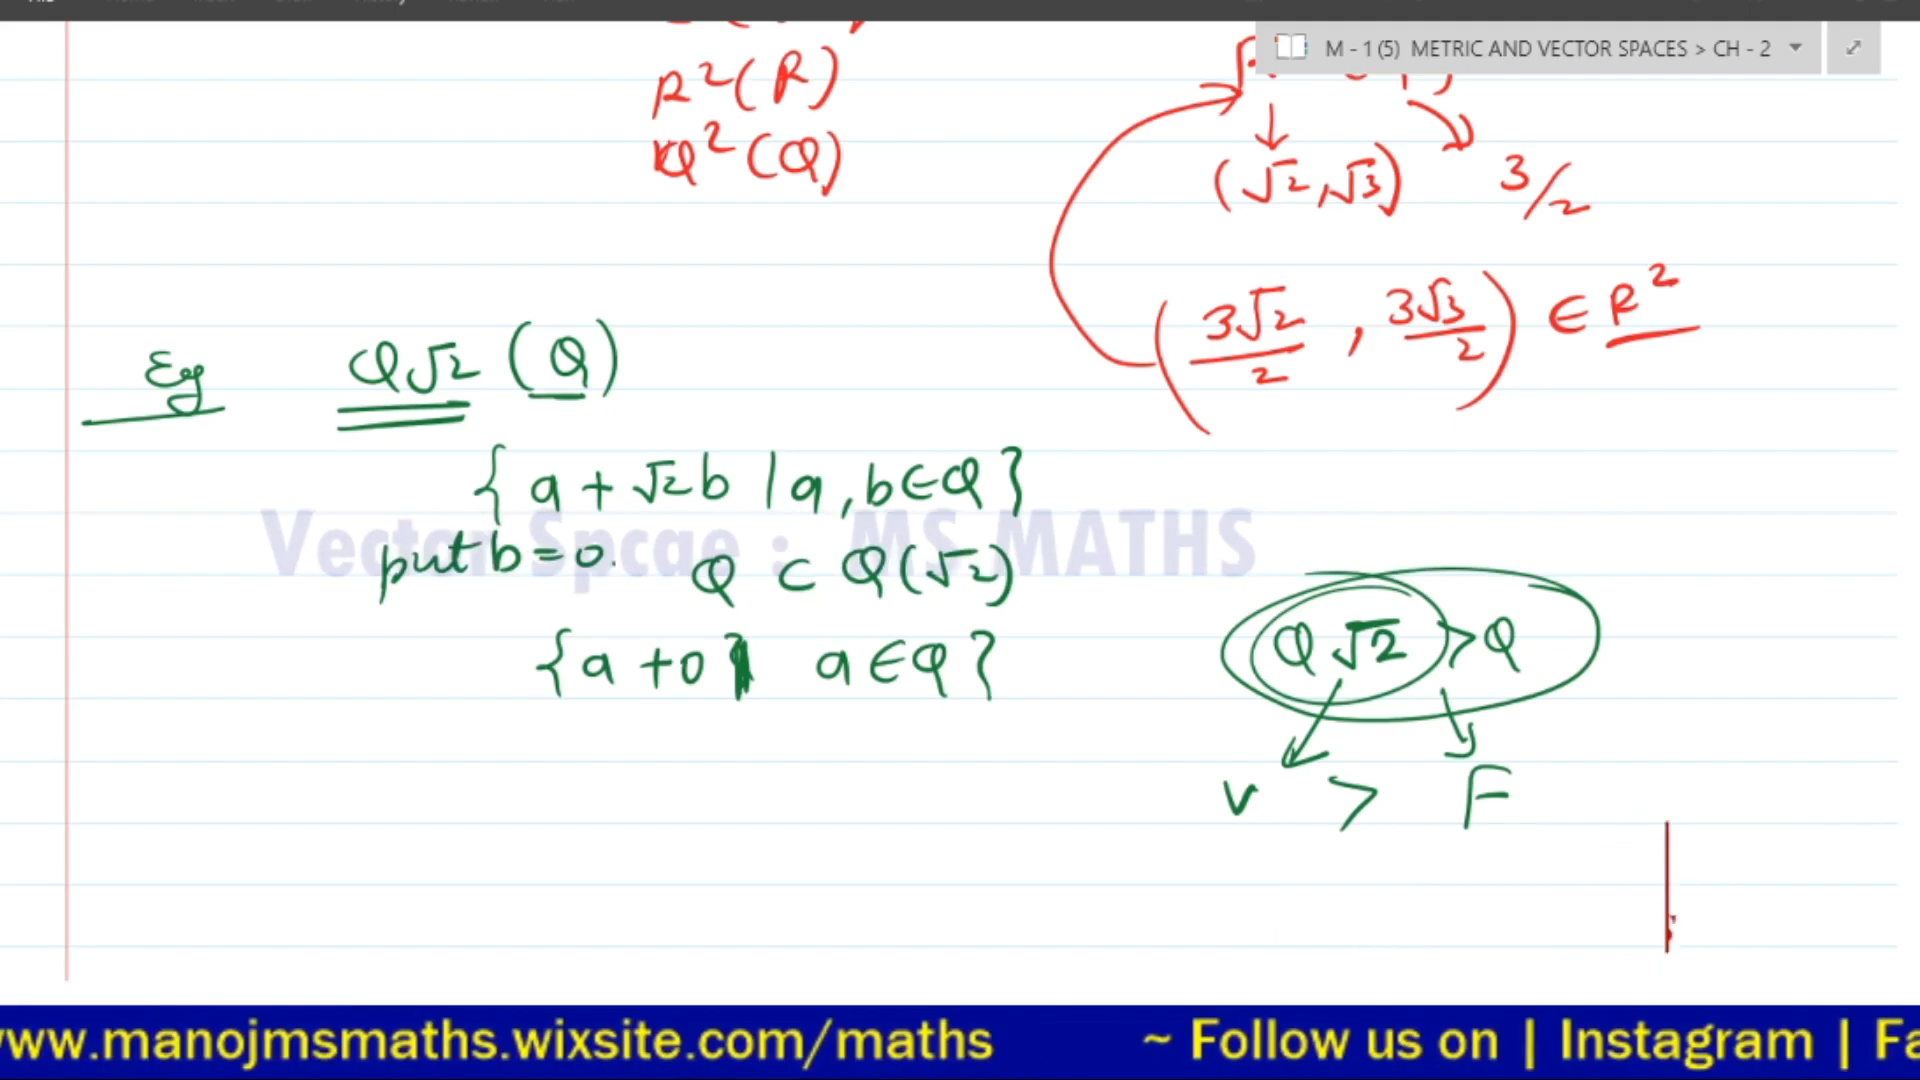 M - 1 (5) METRIC AND VECTOR SPACES > CH - 2
R²(R)
Q²(Q)
(√2, √3) 3/2
(3√2/2, 3√3/2) ∈ R²
Eg Q√2 (Q)
{a + √2b | a, b ∈ Q}
Vector Spcae : MS MATHS
put b = 0. Q ⊂ Q(√2)
Q√2 > Q
{a + 0 a ∈ Q}
V > F
www.manojmsmaths.wixsite.com/maths ~ Follow us on | Instagram | Fa